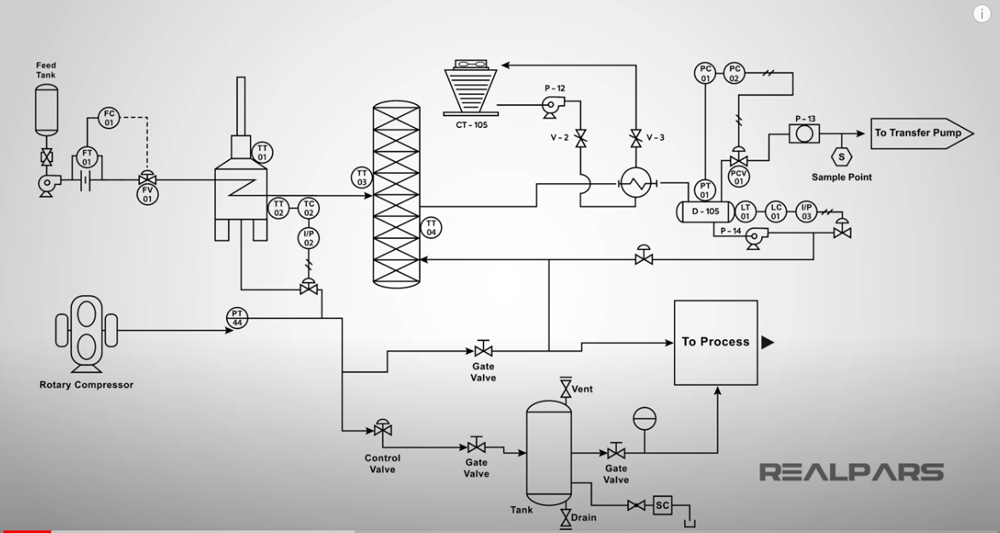 i
Feed
Tank
FC
01
FT
01
FV
01
TT
01
TT
02
TC
02
I/P
02
TT
03
TT
04
CT - 105
P - 12
V - 2
V - 3
PC
01
PC
02
PT
01
PCV
01
P - 13
To Transfer Pump
S
Sample Point
D - 105
LT
01
LC
01
I/P
03
P - 14
PT
44
Rotary Compressor
Gate
Valve
To Process
Vent
Control
Valve
Gate
Valve
Gate
Valve
Tank
Drain
SC
REALPARS